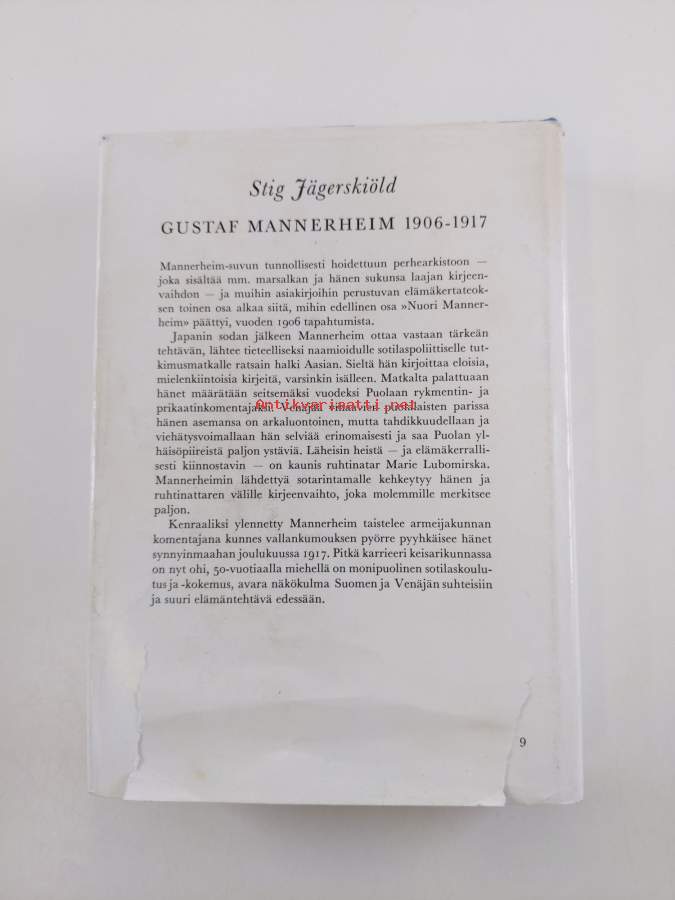 Stig Jägerskiöld
GUSTAF MANNERHEIM 1906-1917
Mannerheim-suvun tunnollisesti hoidettuun perhearkistoon —
joka sisältää mm. marsalkan ja hänen sukunsa laajan kirjeen-
vaihdon — ja muihin asiakirjoihin perustuvan elämäkertateok-
sen toinen osa alkaa siitä, mihin edellinen osa »Nuori Manner-
heim» päättyi, vuoden 1906 tapahtumista.
Japanin sodan jälkeen Mannerheim ottaa vastaan tärkeän
tehtävän, lähtee tieteelliseksi naamioidulle sotilaspoliittiselle tut-
kimusmatkalle ratsain halki Aasian. Sieltä hän kirjoittaa eloisia,
mielenkiintoisia kirjeitä, varsinkin isälleen. Matkalta palattuaan
hänet määrätään seitsemäksi vuodeksi Puolaan rykmentin- ja
prikaatinkomentajaksi. Venäjää vihaavien puolalaisten parissa
Antikvariaatti.net
hänen asemansa on arkaluontoinen, mutta tahdikkuudellaan ja
viehätysvoimallaan hän selviää erinomaisesti ja saa Puolan yl-
häisöpiireistä paljon ystäviä. Läheisin heistä — ja elämäkerralli-
sesti kiinnostavin — on kaunis ruhtinatar Marie Lubomirska.
Mannerheimin lähdettyä sotarintamalle kehkeytyy hänen ja
ruhtinattaren välille kirjeenvaihto, joka molemmille merkitsee
paljon.
Kenraaliksi ylennetty Mannerheim taistelee armeijakunnan
komentajana kunnes vallankumouksen pyörre pyyhkäisee hänet
synnyinmaahan joulukuussa 1917. Pitkä karrieeri keisarikunnassa
on nyt ohi, 50-vuotiaalla miehellä on monipuolinen sotilaskoulu-
tus ja -kokemus, avara näkökulma Suomen ja Venäjän suhteisiin
ja suuri elämäntehtävä edessään.
9